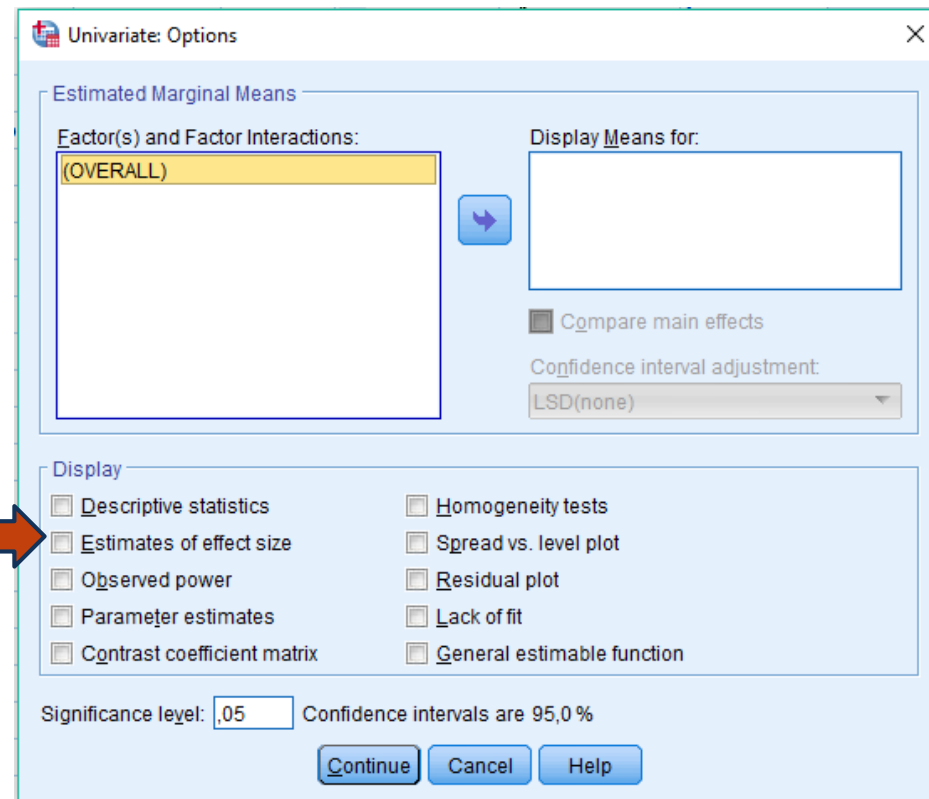 Univariate: Options
Estimated Marginal Means
Factor(s) and Factor Interactions:
(OVERALL)
Display Means for:
Compare main effects
Confidence interval adjustment:
LSD(none)
Display
Descriptive statistics
Estimates of effect size
Observed power
Parameter estimates
Contrast coefficient matrix
Homogeneity tests
Spread vs. level plot
Residual plot
Lack of fit
General estimable function
Significance level: ,05 Confidence intervals are 95,0 %
Continue Cancel Help